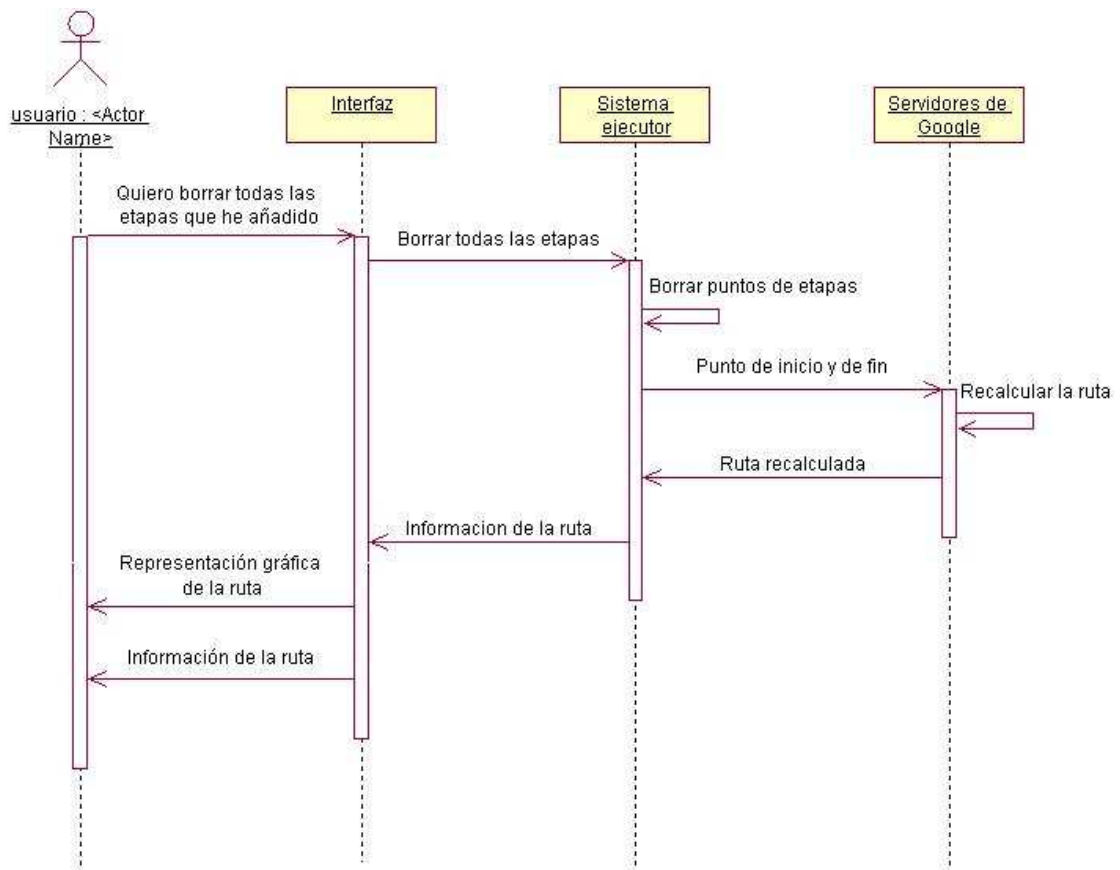 usuario : <Actor
Name>
Interfaz
Sistema
ejecutor
Servidores de
Google
Quiero borrar todas las
etapas que he añadido
Borrar todas las etapas
Borrar puntos de etapas
Punto de inicio y de fin
Recalcular la ruta
Ruta recalculada
Informacion de la ruta
Representación gráfica
de la ruta
Información de la ruta